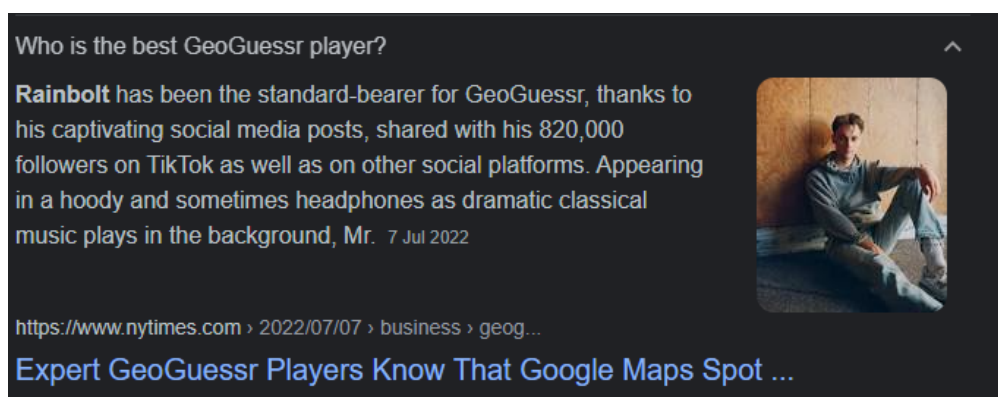 Who is the best GeoGuessr player?
Rainbolt has been the standard-bearer for GeoGuessr, thanks to
his captivating social media posts, shared with his 820,000
followers on TikTok as well as on other social platforms. Appearing
in a hoody and sometimes headphones as dramatic classical
music plays in the background, Mr. 7 Jul 2022
https://www.nytimes.com › 2022/07/07 › business › geog...
Expert GeoGuessr Players Know That Google Maps Spot ...